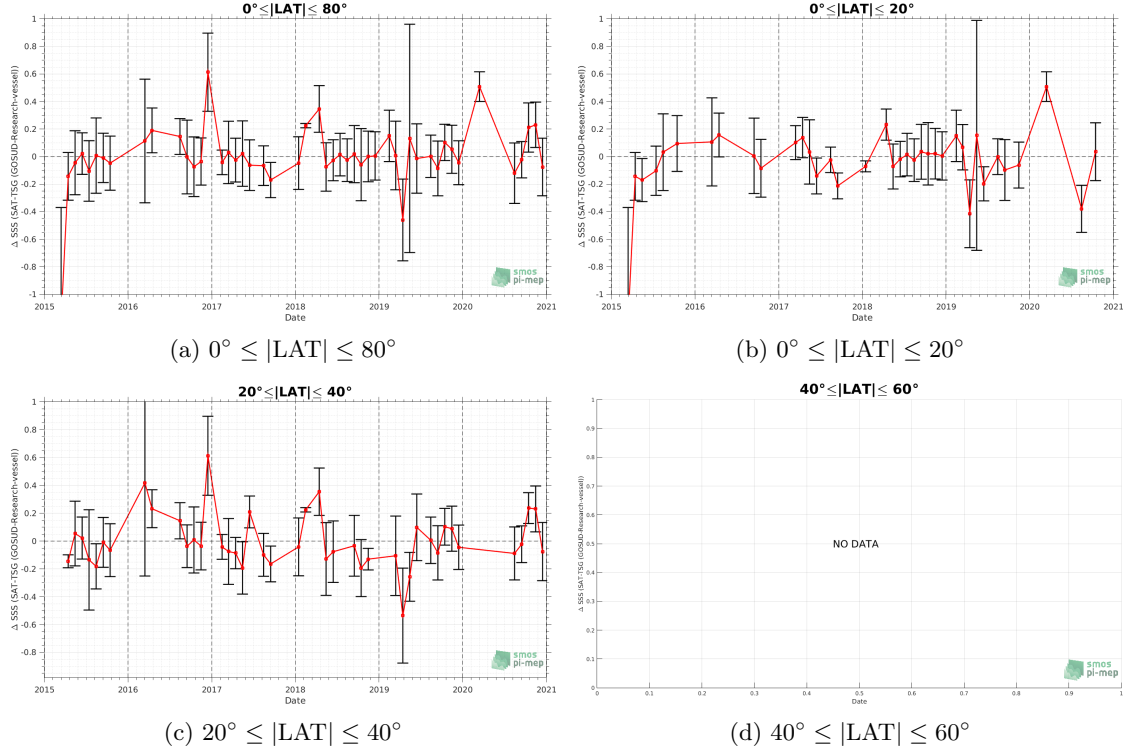 0°≤|LAT|≤ 80°
Δ SSS (SAT-TSG (GOSUD-Research-vessel))
1
0.8
0.6
0.4
0.2
0
-0.2
-0.4
-0.6
-0.8
-1
2015 2016 2017 2018 2019 2020 2021
Date
smos
pi-mep
(a) 0° ≤ |LAT| ≤ 80°
0°≤|LAT|≤ 20°
Δ SSS (SAT-TSG (GOSUD-Research-vessel))
1
0.8
0.6
0.4
0.2
0
-0.2
-0.4
-0.6
-0.8
-1
2015 2016 2017 2018 2019 2020 2021
Date
smos
pi-mep
(b) 0° ≤ |LAT| ≤ 20°
20°≤|LAT|≤ 40°
Δ SSS (SAT-TSG (GOSUD-Research-vessel))
1
0.8
0.6
0.4
0.2
0
-0.2
-0.4
-0.6
-0.8
2015 2016 2017 2018 2019 2020 2021
Date
smos
pi-mep
(c) 20° ≤ |LAT| ≤ 40°
40°≤|LAT|≤ 60°
Δ SSS (SAT-TSG (GOSUD-Research-vessel))
1
0.9
0.8
0.7
0.6
0.5
0.4
0.3
0.2
0.1
0
NO DATA
0 0.1 0.2 0.3 0.4 0.5 0.6 0.7 0.8 0.9 1
Date
smos
pi-mep
(d) 40° ≤ |LAT| ≤ 60°